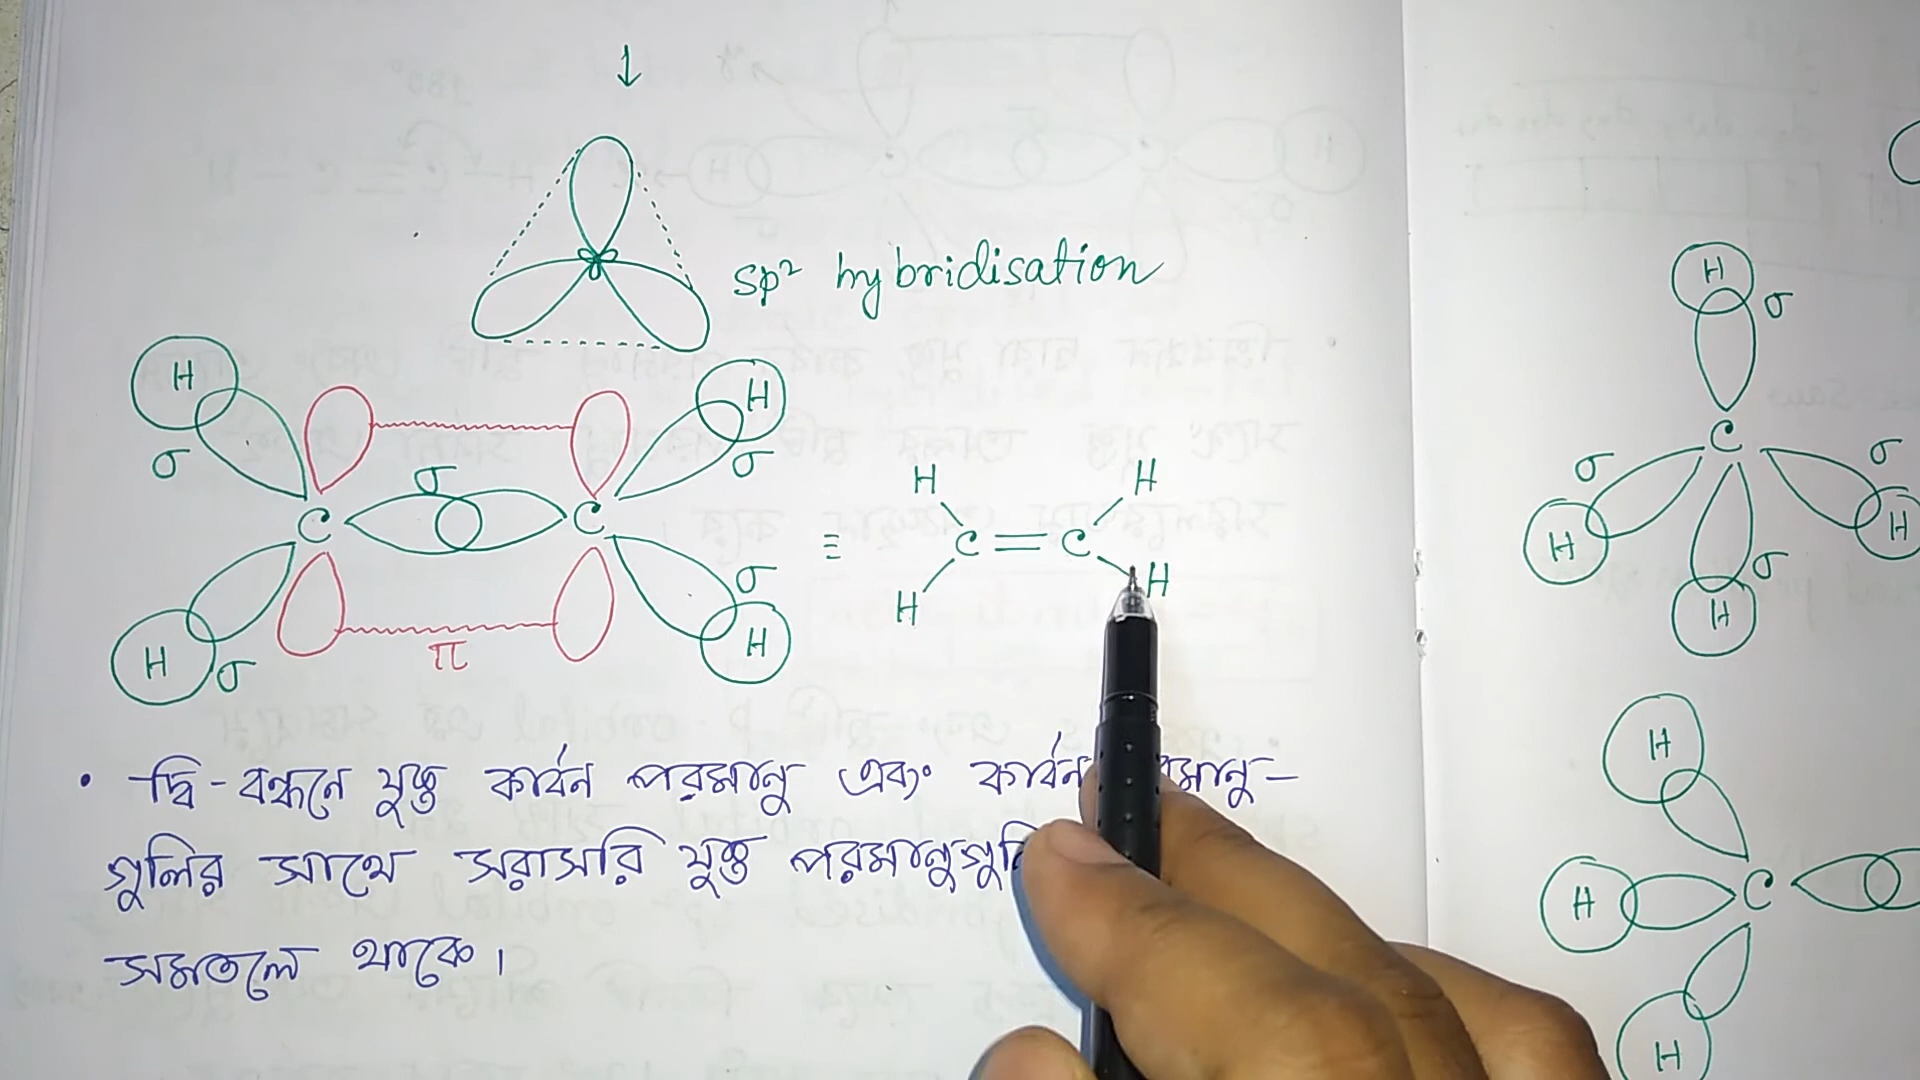 ↓
sp² hybridisation
H H
σ σ σ
C C
σ
H H
σ π
≡
H H
C = C
H H
• দ্বি-বন্ধনে যুক্ত কার্বন পরমানু এবং কার্বন
গুলির সাথে সরাসরি যুক্ত পরমানুগুলি
সমতলে থাকে।
H
σ
C
σ σ
H H
σ
H
H
H C
H